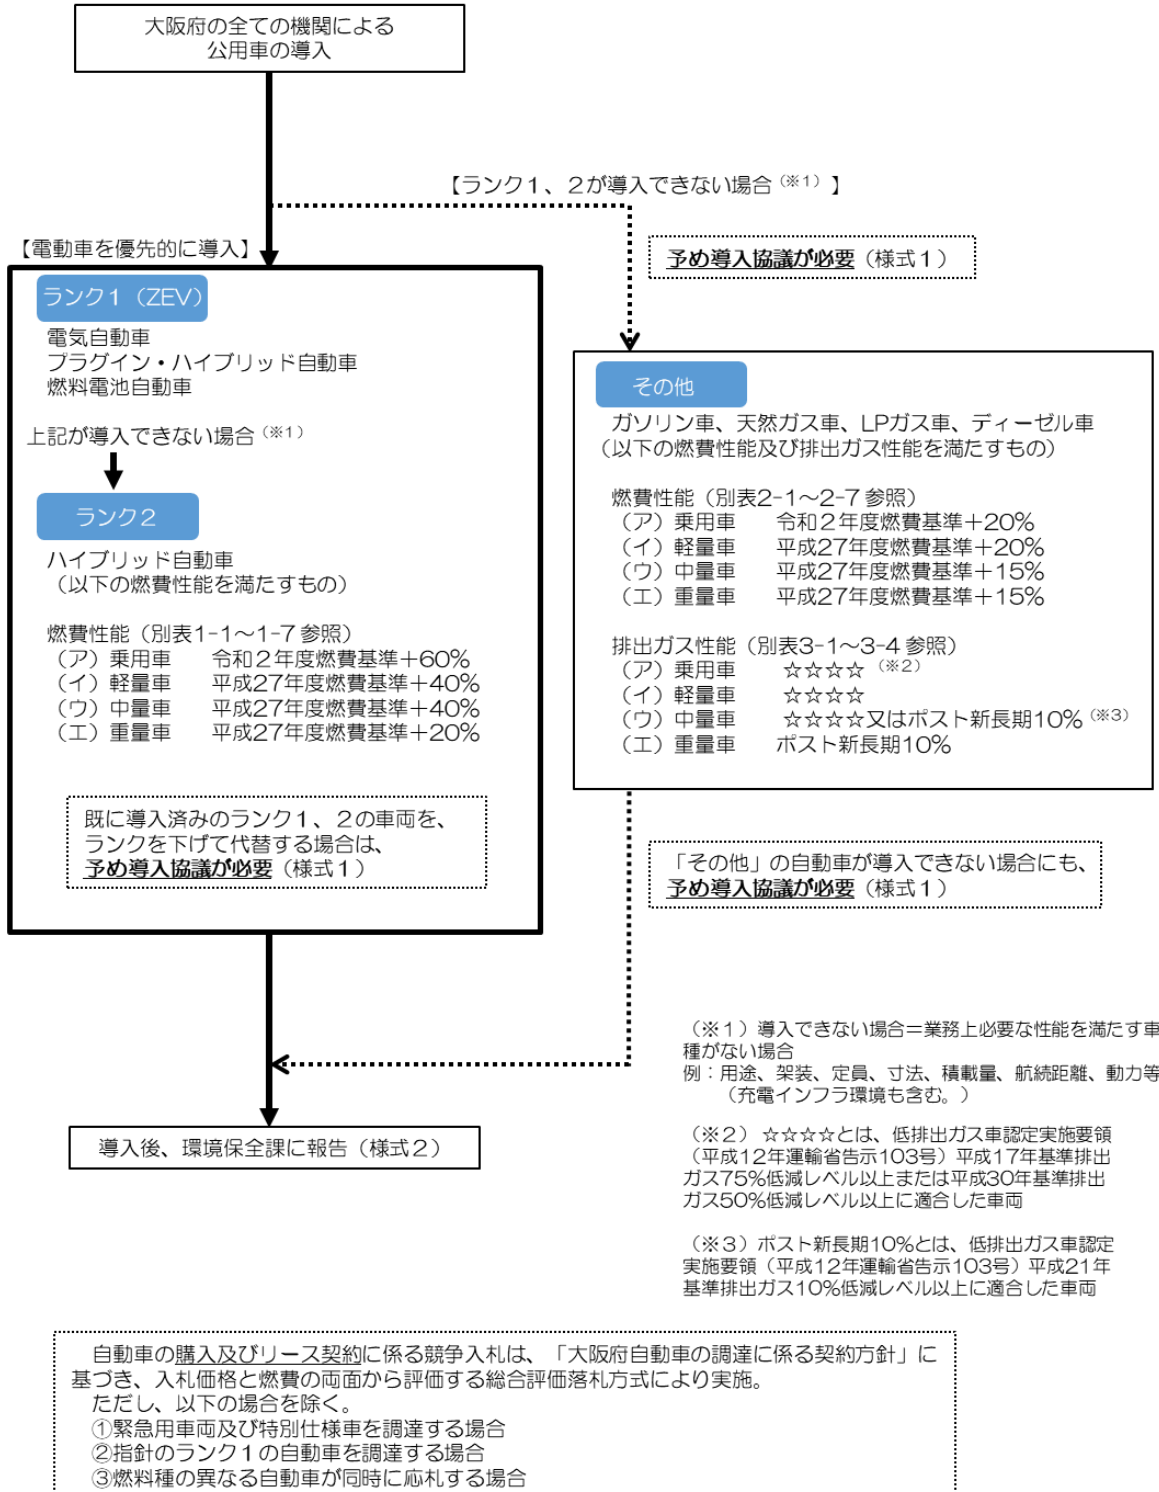 大阪府の全ての機関による
公用車の導入
【ランク１、２が導入できない場合（※1）】
【電動車を優先的に導入】
予め導入協議が必要（様式１）
ランク１（ZEV）
電気自動車
プラグイン・ハイブリッド自動車
燃料電池自動車
上記が導入できない場合（※1）
ランク２
ハイブリッド自動車
（以下の燃費性能を満たすもの）
燃費性能（別表1-1～1-7 参照）
（ア）乗用車　令和２年度燃費基準＋60%
（イ）軽量車　平成27年度燃費基準＋40%
（ウ）中量車　平成27年度燃費基準＋40%
（エ）重量車　平成27年度燃費基準＋20%
既に導入済みのランク１、２の車両を、
ランクを下げて代替する場合は、
予め導入協議が必要（様式１）
その他
ガソリン車、天然ガス車、LPガス車、ディーゼル車
（以下の燃費性能及び排出ガス性能を満たすもの）
燃費性能（別表2-1～2-7 参照）
（ア）乗用車　令和２年度燃費基準＋20%
（イ）軽量車　平成27年度燃費基準＋20%
（ウ）中量車　平成27年度燃費基準＋15%
（エ）重量車　平成27年度燃費基準＋15%
排出ガス性能（別表3-1～3-4 参照）
（ア）乗用車　☆☆☆☆（※2）
（イ）軽量車　☆☆☆☆
（ウ）中量車　☆☆☆☆又はポスト新長期10%（※3）
（エ）重量車　ポスト新長期10%
「その他」の自動車が導入できない場合にも、
予め導入協議が必要（様式１）
導入後、環境保全課に報告（様式２）
（※１）導入できない場合＝業務上必要な性能を満たす車
種がない場合
例：用途、架装、定員、寸法、積載量、航続距離、動力等
（充電インフラ環境も含む。）
（※２）☆☆☆☆とは、低排出ガス車認定実施要領
（平成12年運輸省告示103号）平成17年基準排出
ガス75%低減レベル以上または平成30年基準排出
ガス50%低減レベル以上に適合した車両
（※３）ポスト新長期10%とは、低排出ガス車認定
実施要領（平成12年運輸省告示103号）平成21年
基準排出ガス10%低減レベル以上に適合した車両
自動車の購入及びリース契約に係る競争入札は、「大阪府自動車の調達に係る契約方針」に
基づき、入札価格と燃費の両面から評価する総合評価落札方式により実施。
ただし、以下の場合を除く。
①緊急用車両及び特別仕様車を調達する場合
②指針のランク１の自動車を調達する場合
③燃料種の異なる自動車が同時に応札する場合